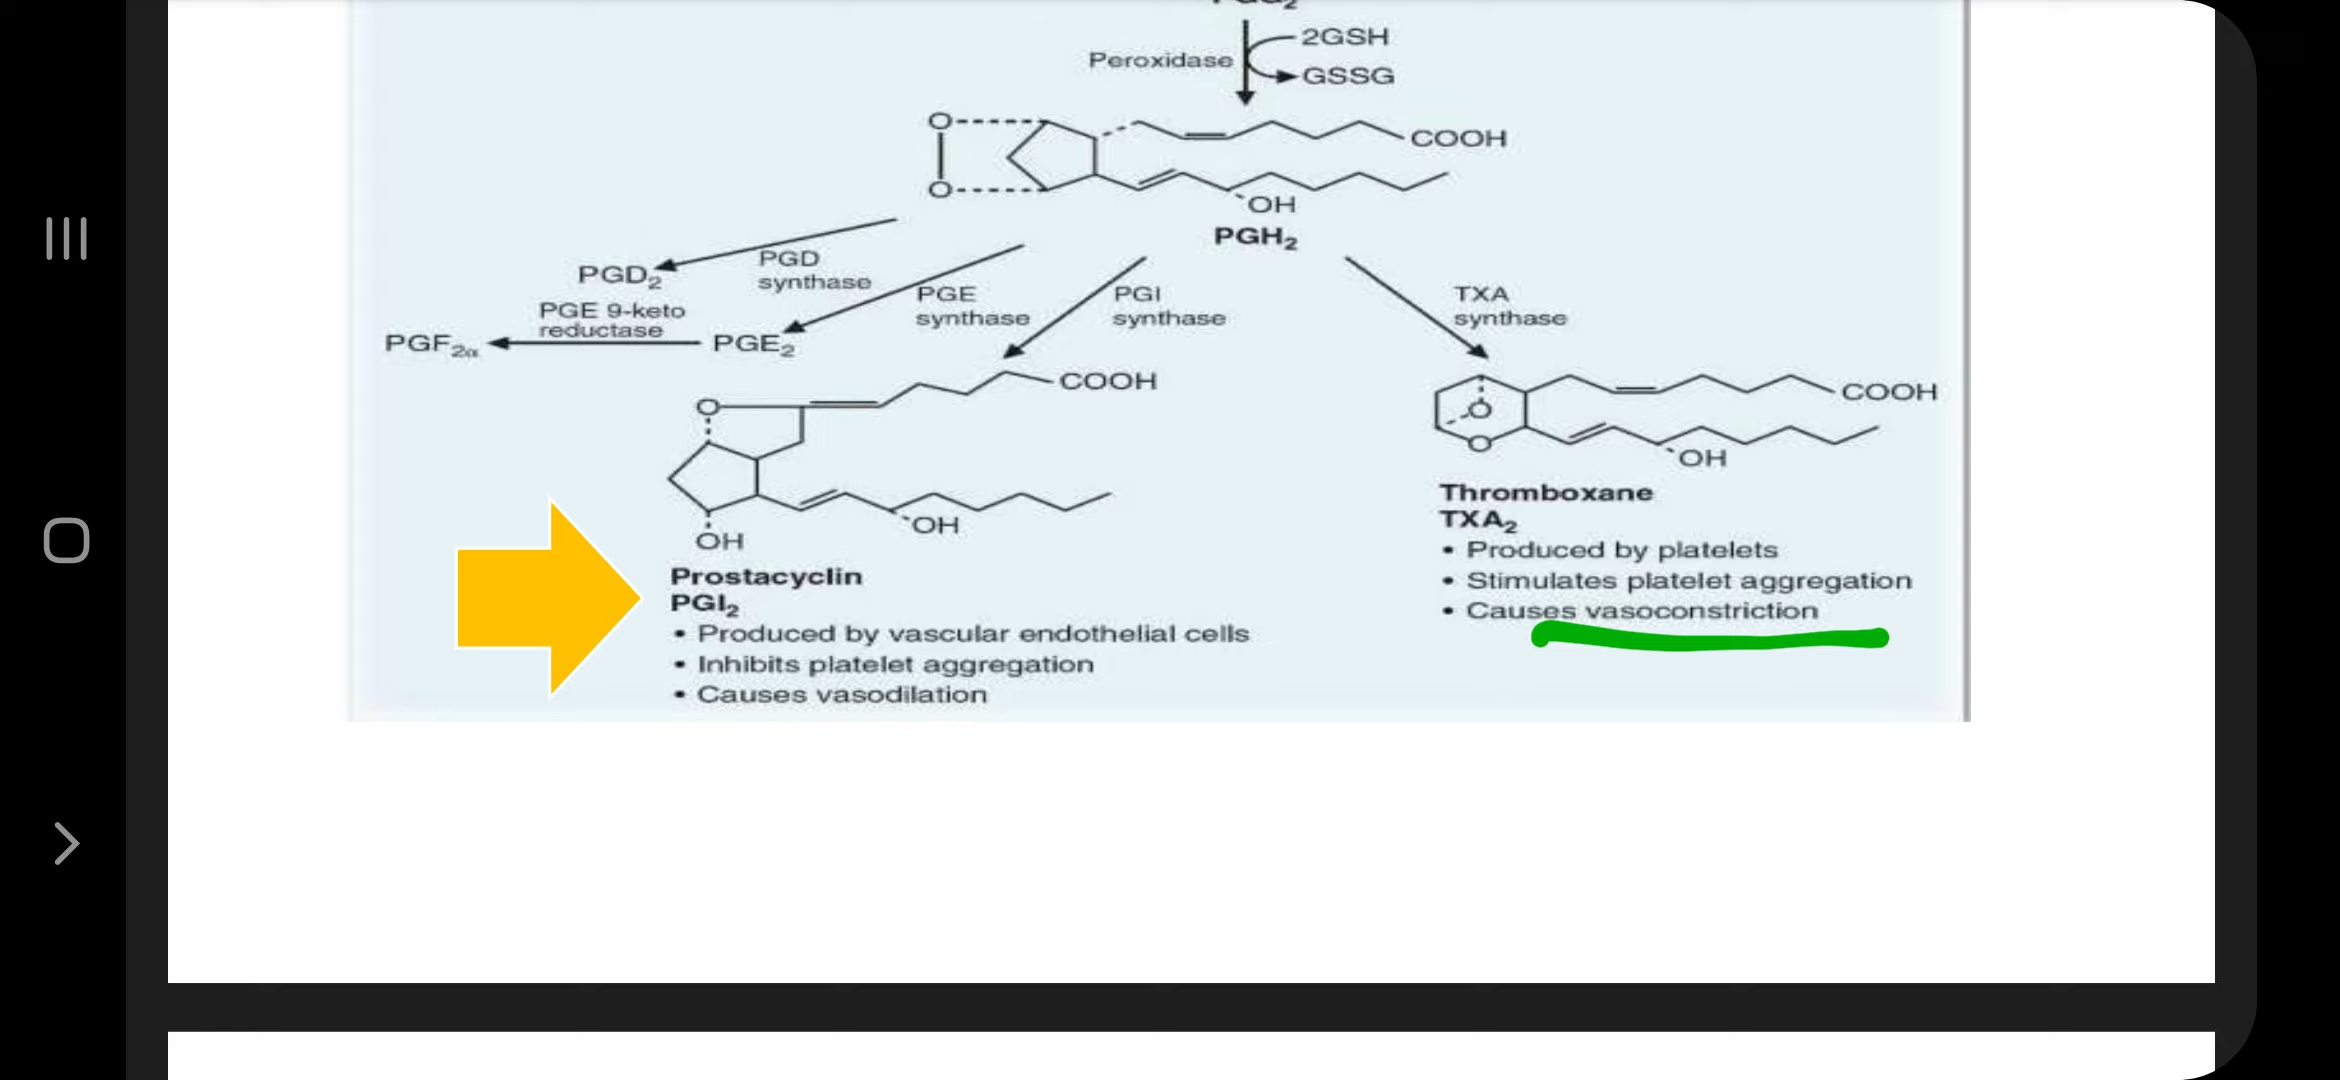 2GSH
Peroxidase
GSSG
O
COOH
O
OH
PGH₂
PGD₂
PGD
synthase
PGE 9-keto
reductase
PGE
synthase
PGI
synthase
TXA
synthase
PGF₂α
PGE₂
COOH
O
OH
OH
COOH
O
O
OH
Prostacyclin
PGI₂
• Produced by vascular endothelial cells
• Inhibits platelet aggregation
• Causes vasodilation
Thromboxane
TXA₂
• Produced by platelets
• Stimulates platelet aggregation
• Causes vasoconstriction